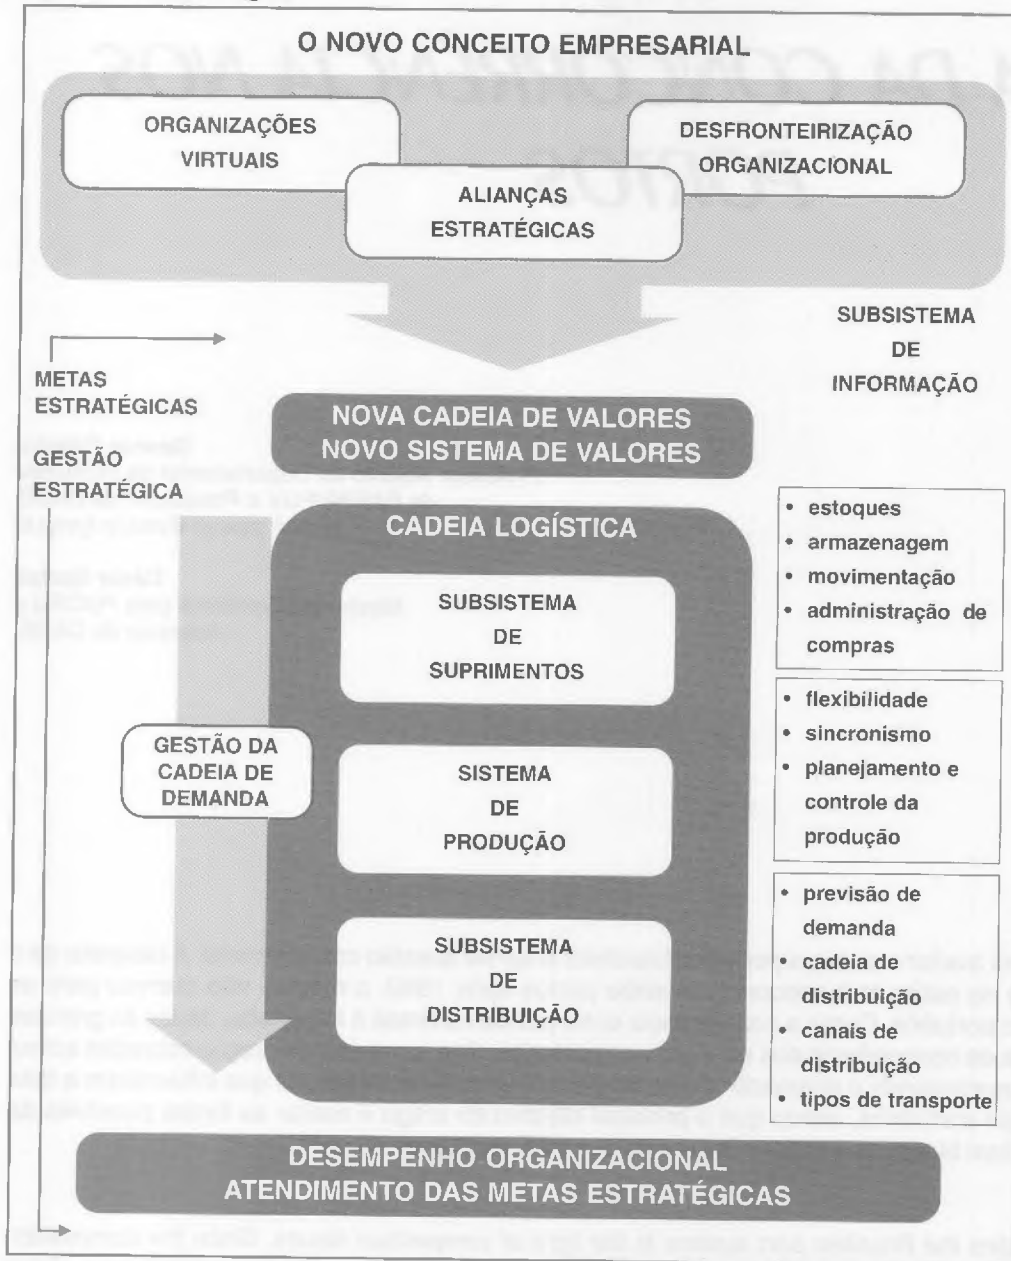 O NOVO CONCEITO EMPRESARIAL
ORGANIZAÇÕES
VIRTUAIS
DESFRONTEIRIZAÇÃO
ORGANIZACIONAL
ALIANÇAS
ESTRATÉGICAS
SUBSISTEMA
DE
INFORMAÇÃO
METAS
ESTRATÉGICAS
GESTÃO
ESTRATÉGICA
NOVA CADEIA DE VALORES
NOVO SISTEMA DE VALORES
CADEIA LOGÍSTICA
SUBSISTEMA
DE
SUPRIMENTOS
• estoques
• armazenagem
• movimentação
• administração de
compras
GESTÃO DA
CADEIA DE
DEMANDA
SISTEMA
DE
PRODUÇÃO
• flexibilidade
• sincronismo
• planejamento e
controle da
produção
SUBSISTEMA
DE
DISTRIBUIÇÃO
• previsão de
demanda
• cadeia de
distribuição
• canais de
distribuição
• tipos de transporte
DESEMPENHO ORGANIZACIONAL
ATENDIMENTO DAS METAS ESTRATÉGICAS